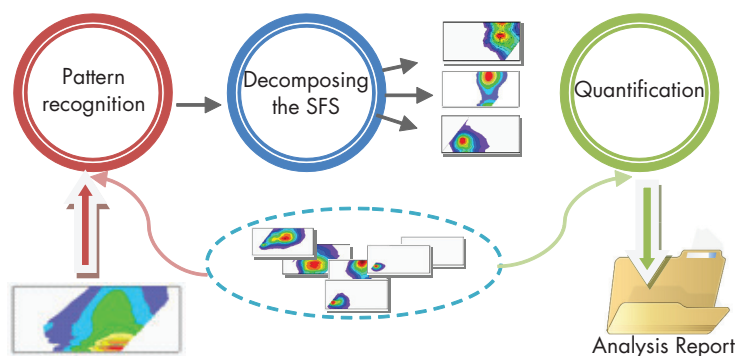 Pattern
recognition
Decomposing
the SFS
Quantification
Analysis Report